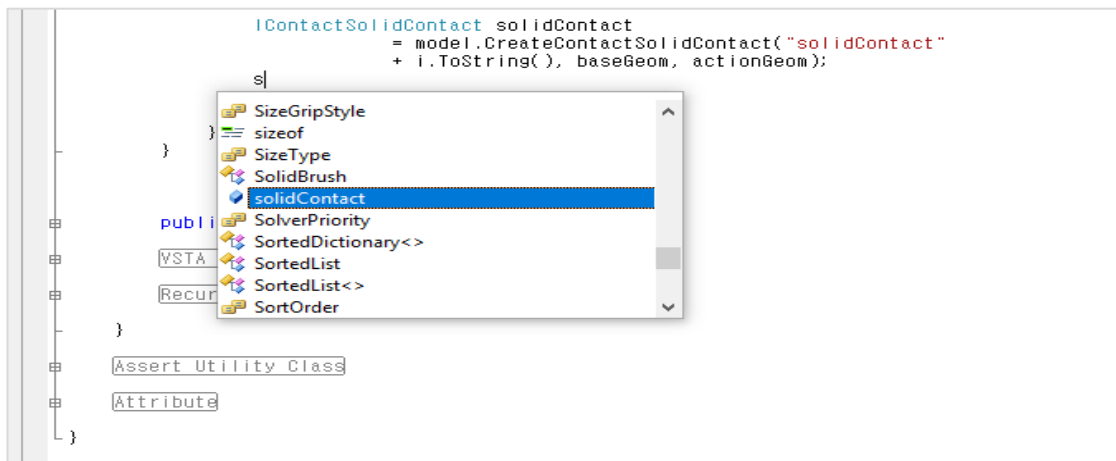 IContactSolidContact solidContact
= model.CreateContactSolidContact("solidContact"
+ i.ToString(), baseGeom, actionGeom);
s
SizeGripStyle
} sizeof
} SizeType
SolidBrush
solidContact
publi SolverPriority
SortedDictionary<>
VSTA SortedList
SortedList<>
Recur SortOrder
}
Assert Utility Class
Attribute
}